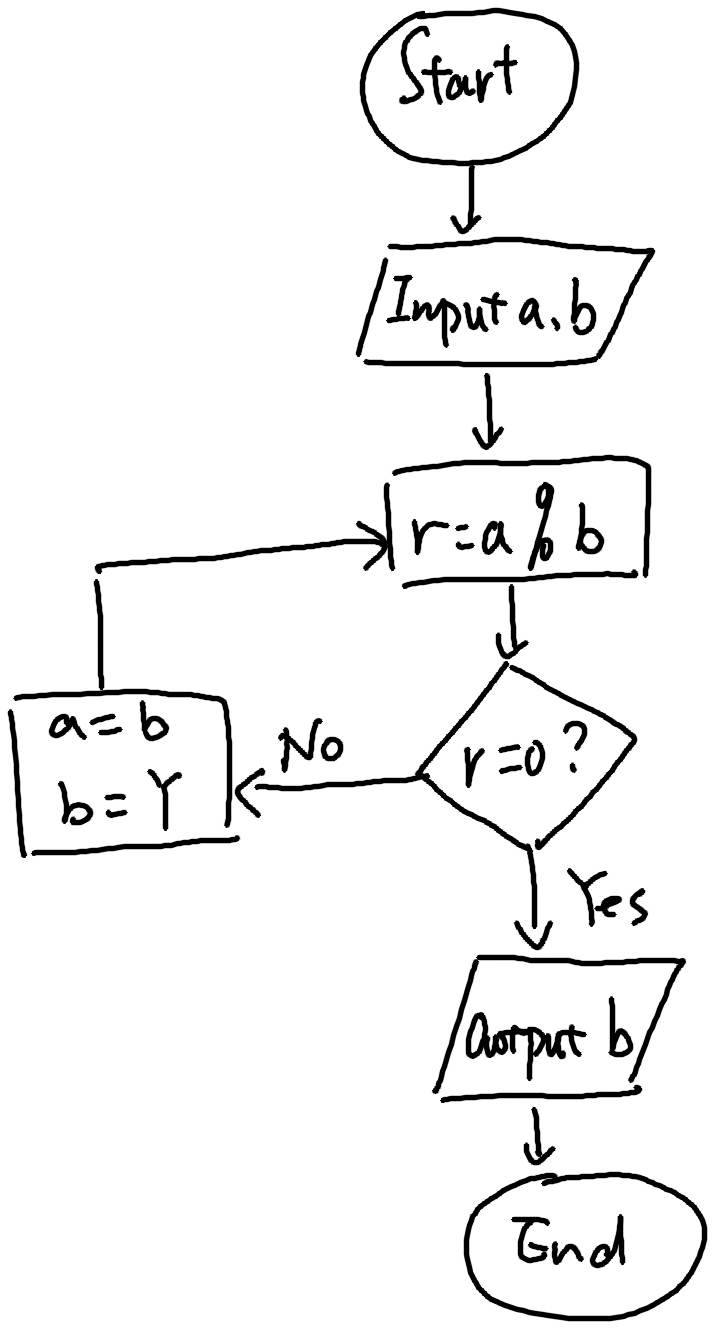 Start
Input a, b
r=a % b
r=0?
No
a=b
b=r
Yes
Output b
End